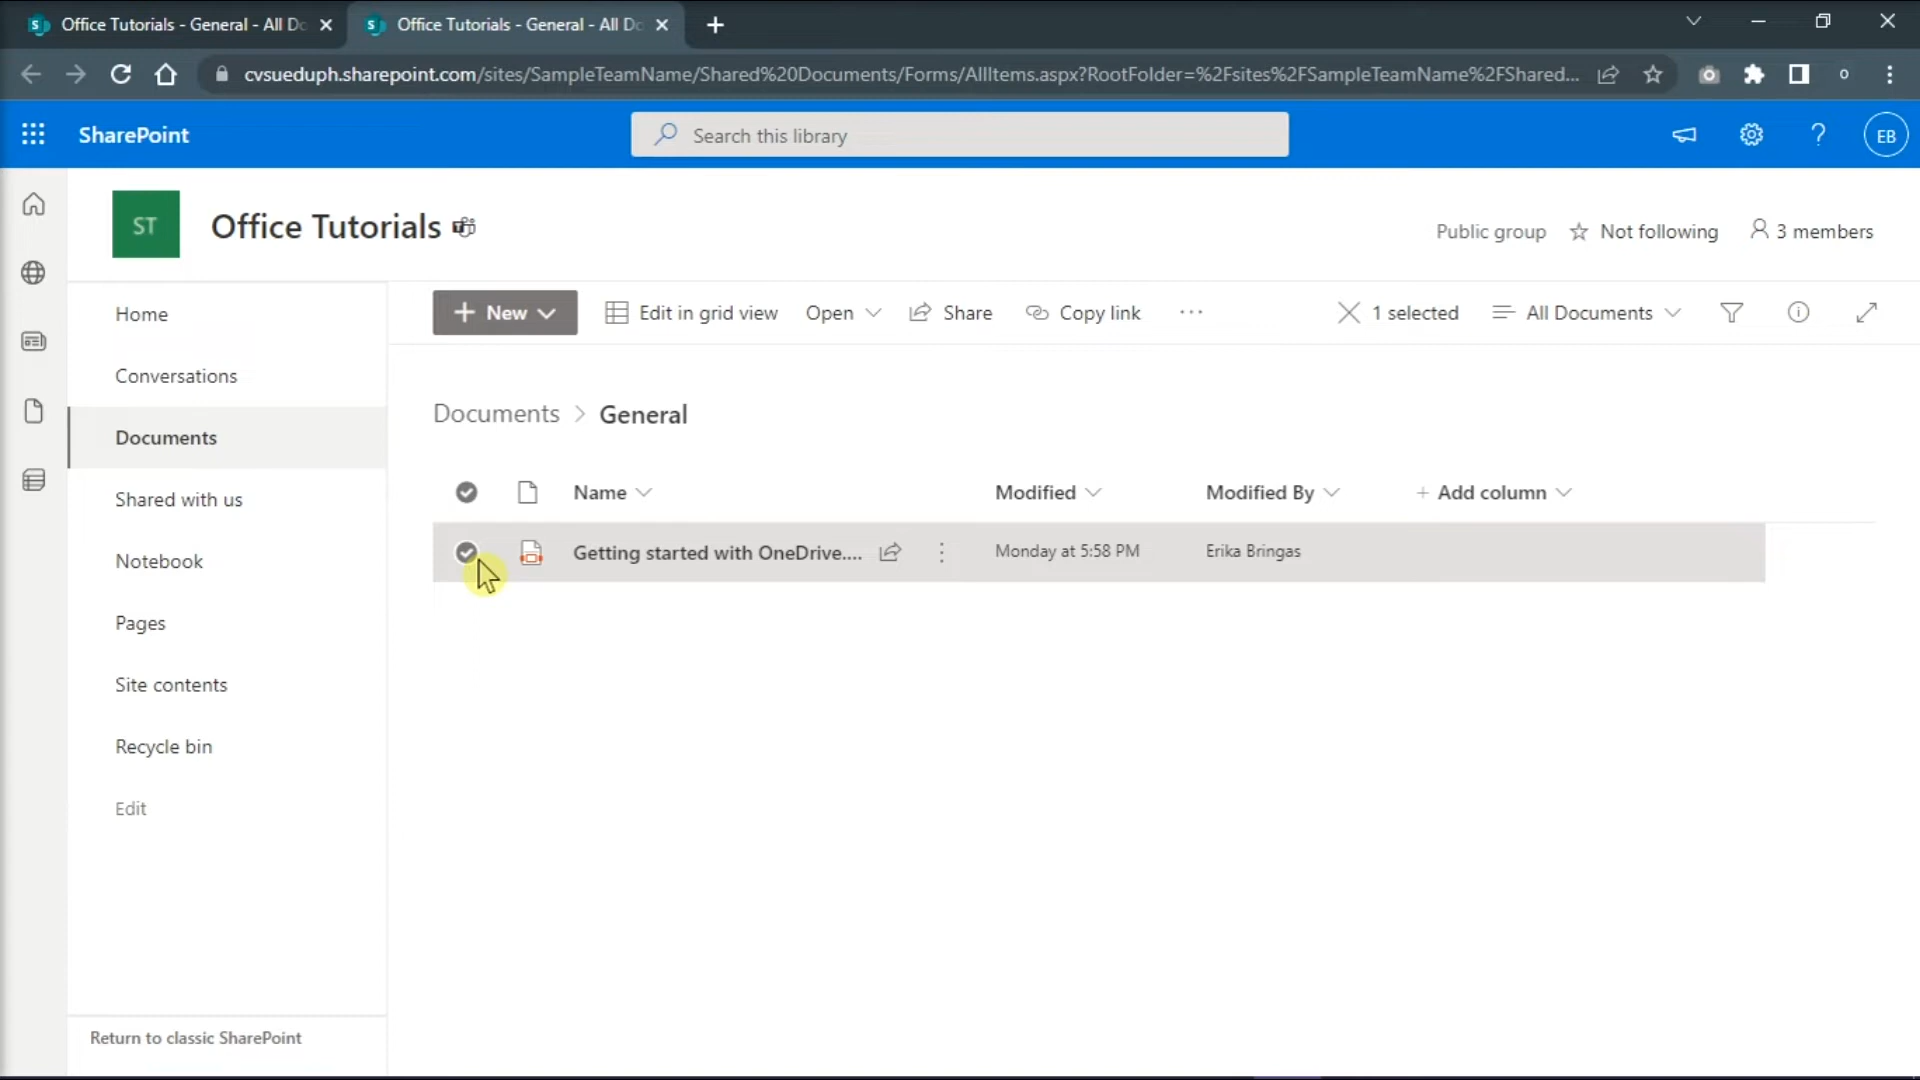 Office Tutorials - General - All Do
Office Tutorials - General - All Do
cvsueduph.sharepoint.com/sites/SampleTeamName/Shared%20Documents/Forms/AllItems.aspx?RootFolder=%2Fsites%2FSampleTeamName%2FShared...
SharePoint
Search this library
EB
ST
Office Tutorials
Public group
Not following
3 members
Home
Conversations
Documents
Shared with us
Notebook
Pages
Site contents
Recycle bin
Edit
Return to classic SharePoint
New
Edit in grid view
Open
Share
Copy link
1 selected
All Documents
Documents > General
Name
Modified
Modified By
+ Add column
Getting started with OneDrive....
Monday at 5:58 PM
Erika Bringas